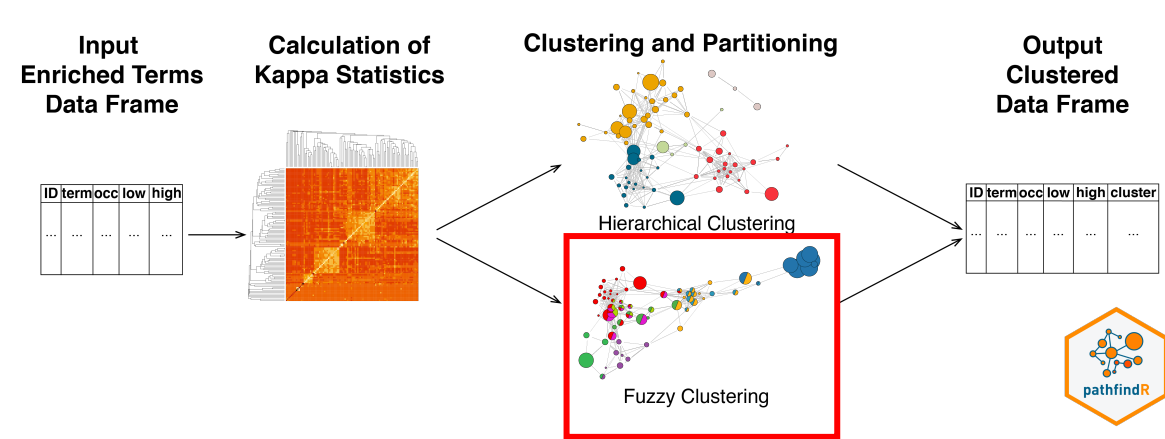 Input
Enriched Terms
Data Frame
Calculation of
Kappa Statistics
Clustering and Partitioning
Output
Clustered
Data Frame
ID term occ low high
... ... ... ... ...
Hierarchical Clustering
Fuzzy Clustering
ID term occ low high cluster
... ... ... ... ... ...
pathfindR